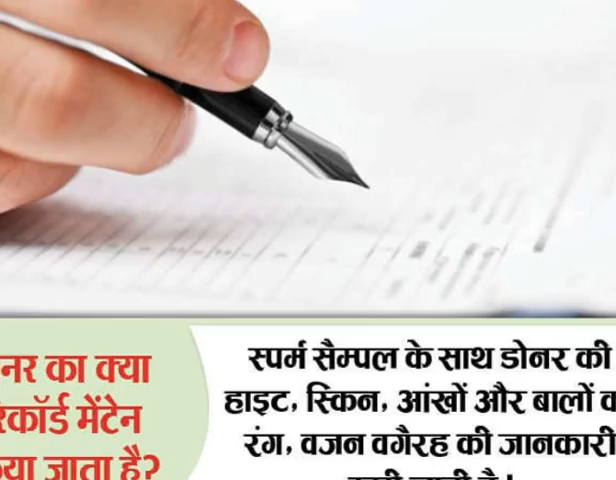 नर का क्या
रिकॉर्ड मेंटेन
या जाता है?
स्पर्म सैम्पल के साथ डोनर की
हाइट, स्किन, आंखों और बालों
रंग, वजन वगैरह की जानकारी